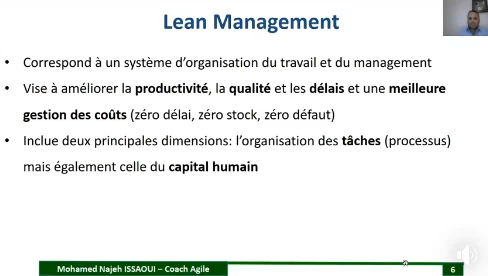 Lean Management
• Correspond à un système d'organisation du travail et du management
• Vise à améliorer la productivité, la qualité et les délais et une meilleure
gestion des coûts (zéro délai, zéro stock, zéro défaut)
• Inclue deux principales dimensions: l'organisation des tâches (processus)
mais également celle du capital humain
Mohamed Najeh ISSAOUI – Coach Agile
6